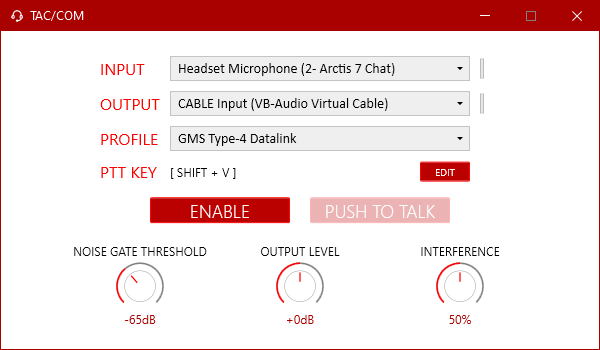 TAC/COM
INPUT Headset Microphone (2- Arctis 7 Chat)
OUTPUT CABLE Input (VB-Audio Virtual Cable)
PROFILE GMS Type-4 Datalink
PTT KEY [ SHIFT + V ] EDIT
ENABLE PUSH TO TALK
NOISE GATE THRESHOLD OUTPUT LEVEL INTERFERENCE
-65dB +0dB 50%